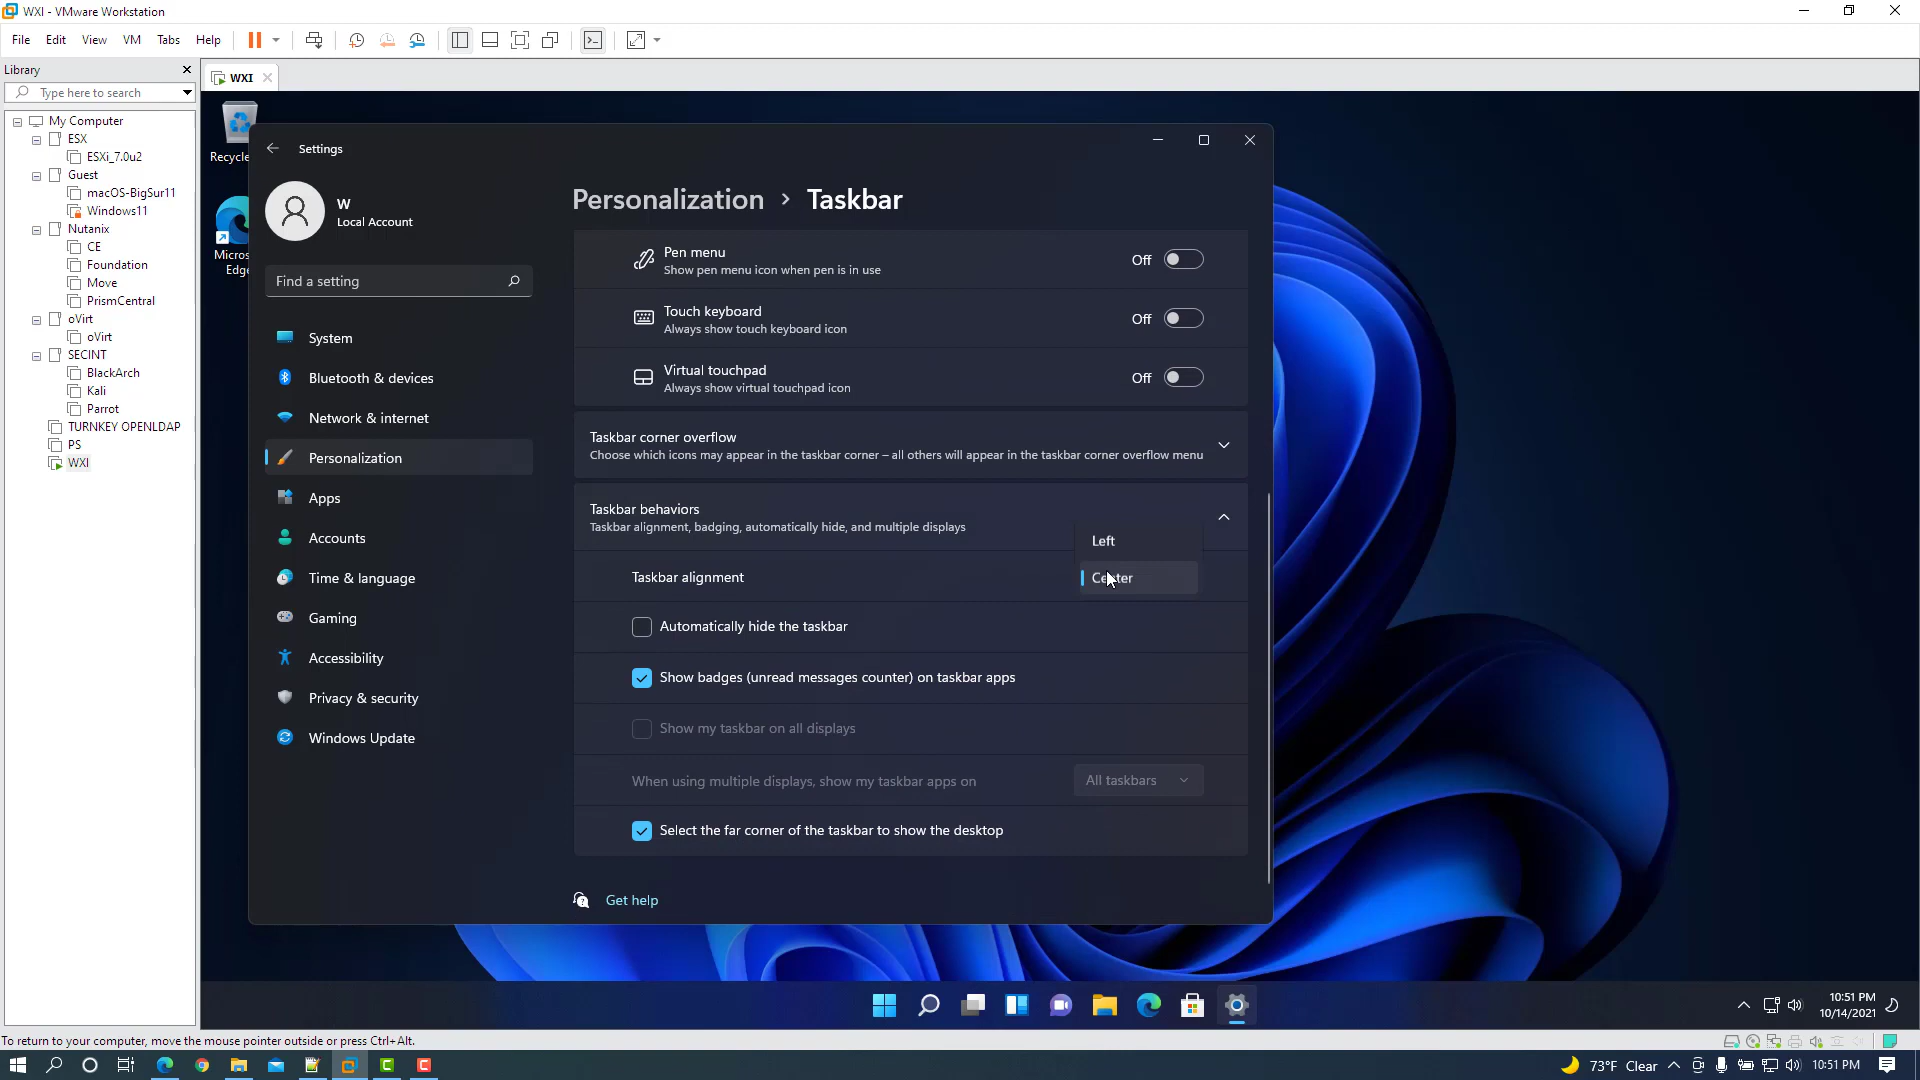 WXI - VMware Workstation
File Edit View VM Tabs Help
Library
Type here to search
My Computer
ESX
ESXi_7.0u2
Guest
macOS-BigSur11
Windows11
Nutanix
CE
Foundation
Move
PrismCentral
oVirt
oVirt
SECINT
BlackArch
Kali
Parrot
TURNKEY OPENLDAP
PS
WXI
WXI
Recycle
Micros
Edg
Settings
W
Local Account
Find a setting
System
Bluetooth & devices
Network & internet
Personalization
Apps
Accounts
Time & language
Gaming
Accessibility
Privacy & security
Windows Update
Personalization › Taskbar
Pen menu
Show pen menu icon when pen is in use
Off
Touch keyboard
Always show touch keyboard icon
Off
Virtual touchpad
Always show virtual touchpad icon
Off
Taskbar corner overflow
Choose which icons may appear in the taskbar corner – all others will appear in the taskbar corner overflow menu
Taskbar behaviors
Taskbar alignment, badging, automatically hide, and multiple displays
Left
Taskbar alignment
Center
Automatically hide the taskbar
Show badges (unread messages counter) on taskbar apps
Show my taskbar on all displays
When using multiple displays, show my taskbar apps on
All taskbars
Select the far corner of the taskbar to show the desktop
Get help
10:51 PM
10/14/2021
To return to your computer, move the mouse pointer outside or press Ctrl+Alt.
73°F Clear
10:51 PM